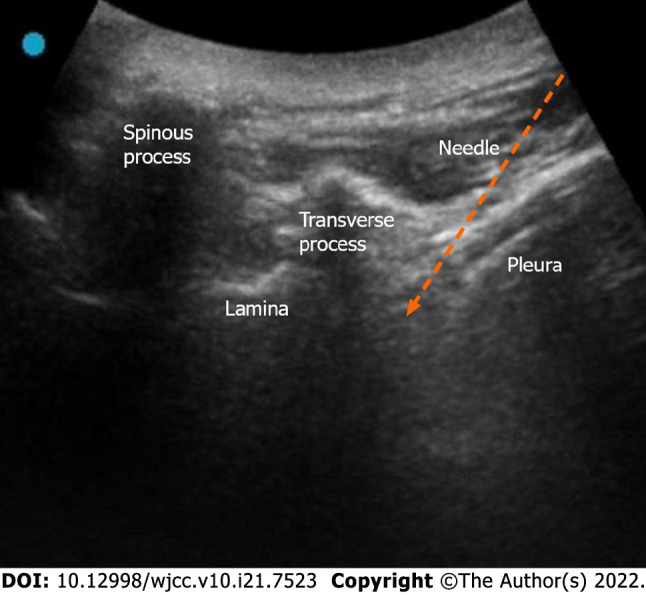 Spinous
process
Needle
Transverse
process
Pleura
Lamina
DOI: 10.12998/wjcc.v10.i21.7523 Copyright ©The Author(s) 2022.